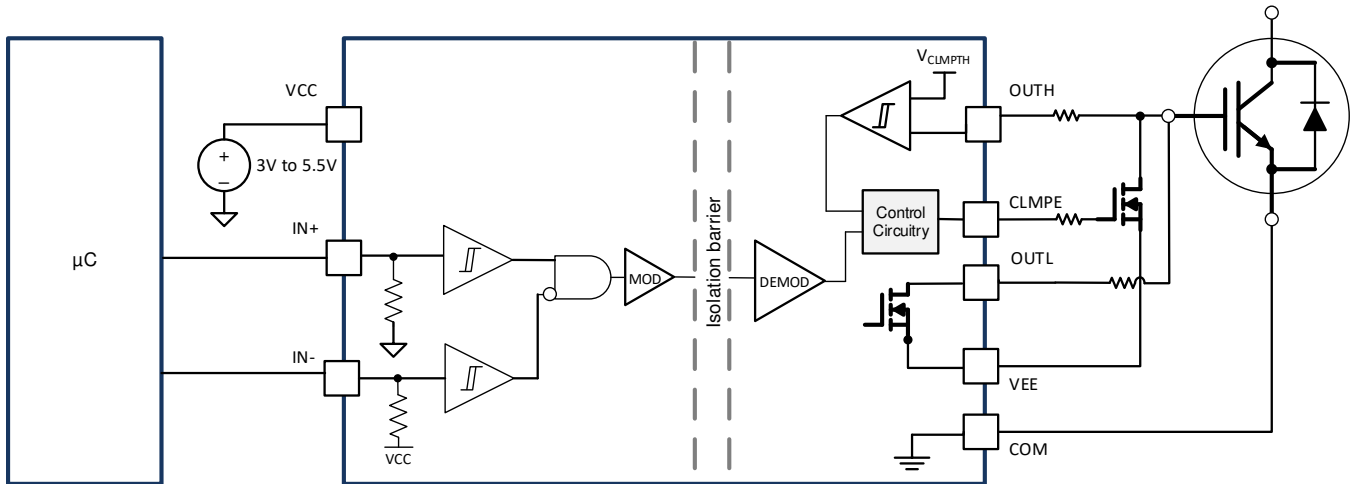 V_CLMPTH
OUTH
VCC
+
3V to 5.5V
−
CLMPE
Control
Circuitry
IN+
µC
OUTL
MOD
Isolation barrier
DEMOD
IN-
VEE
VCC
COM